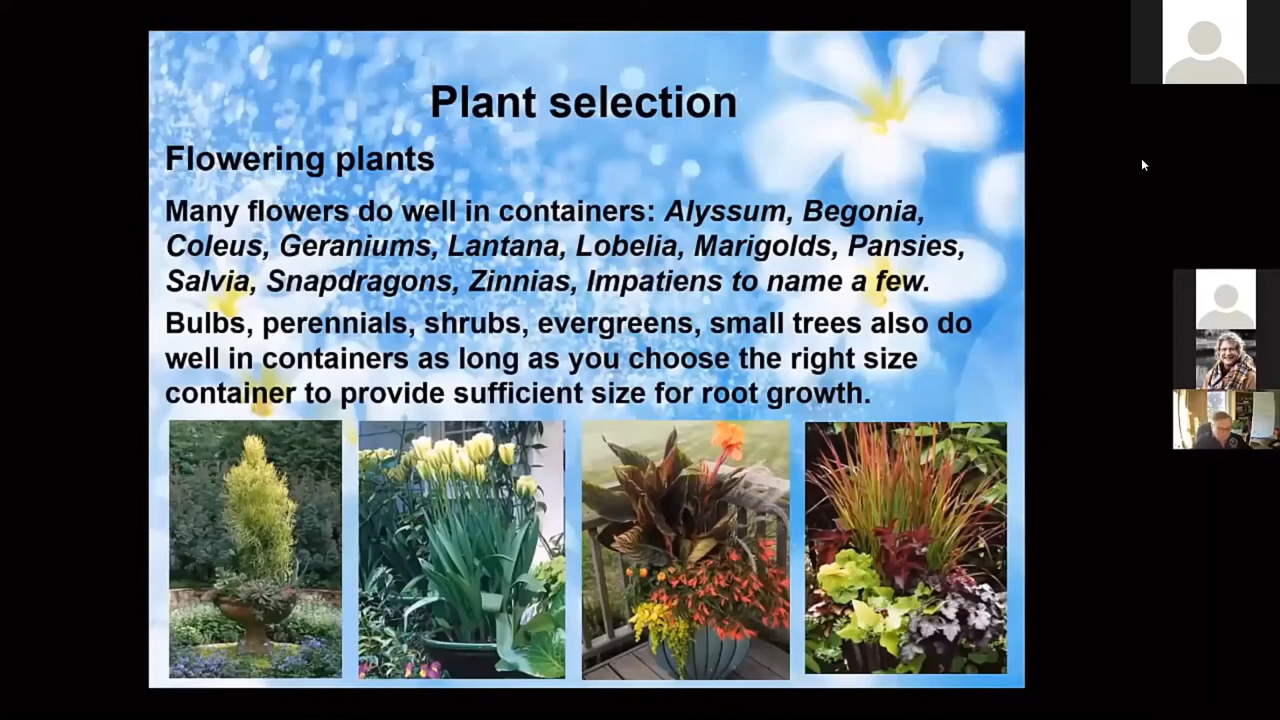 Plant selection
Flowering plants
Many flowers do well in containers: Alyssum, Begonia,
Coleus, Geraniums, Lantana, Lobelia, Marigolds, Pansies,
Salvia, Snapdragons, Zinnias, Impatiens to name a few.
Bulbs, perennials, shrubs, evergreens, small trees also do
well in containers as long as you choose the right size
container to provide sufficient size for root growth.